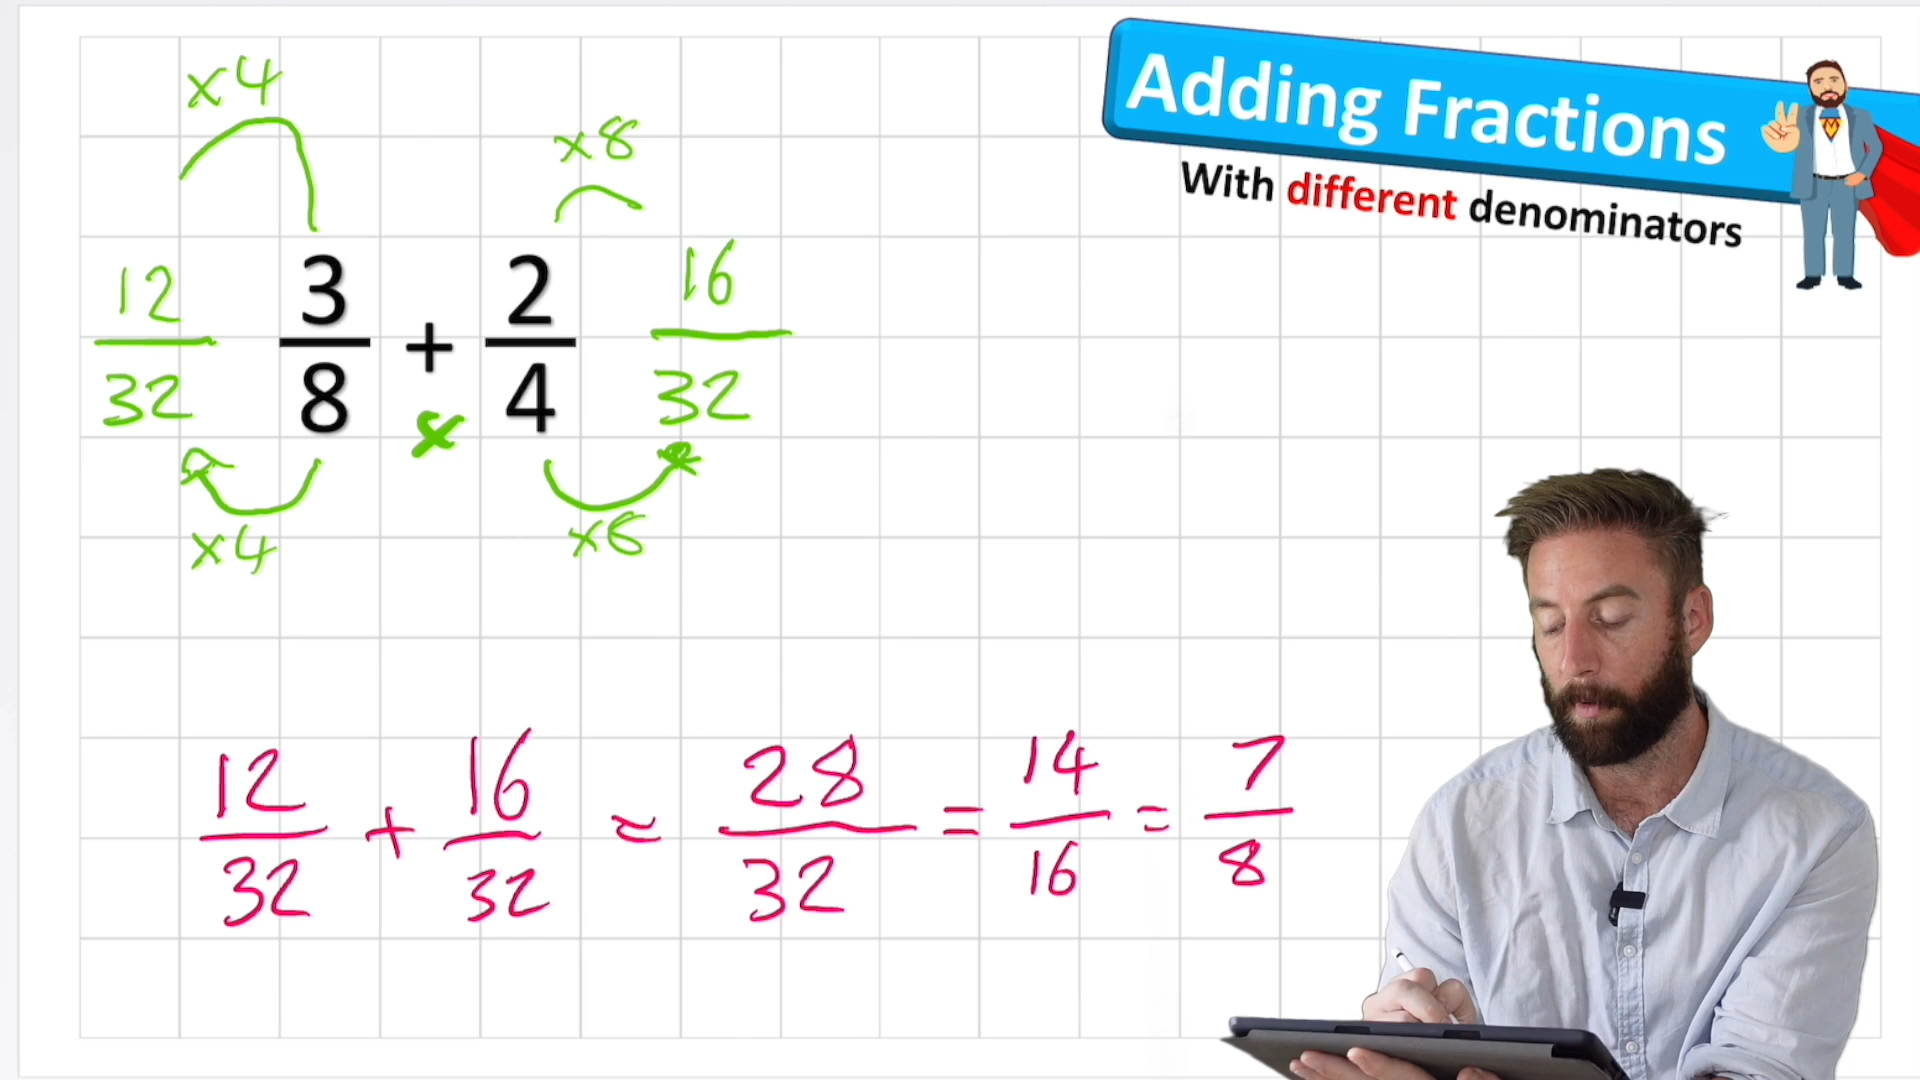 Adding Fractions
With different denominators
x4
x8
12/32 3/8 + 2/4 16/32
x
x4 x8
12/32 + 16/32 = 28/32 = 14/16 = 7/8